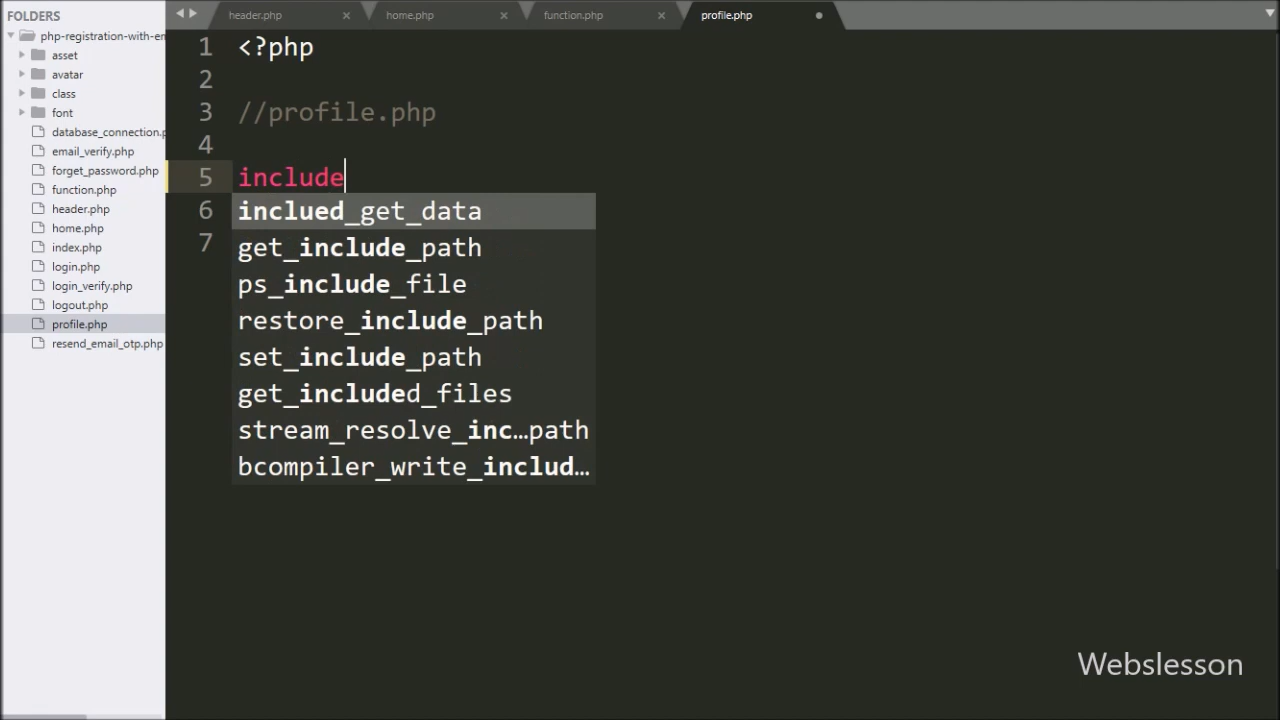 FOLDERS
php-registration-with-en
asset
avatar
class
font
database_connection.p
email_verify.php
forget_password.php
function.php
header.php
home.php
index.php
login.php
login_verify.php
logout.php
profile.php
resend_email_otp.php
header.php
home.php
function.php
profile.php
1 <?php
2
3 //profile.php
4
5 include
6
7
inclued_get_data
get_include_path
ps_include_file
restore_include_path
set_include_path
get_included_files
stream_resolve_inc…path
bcompiler_write_includ…
Webslesson